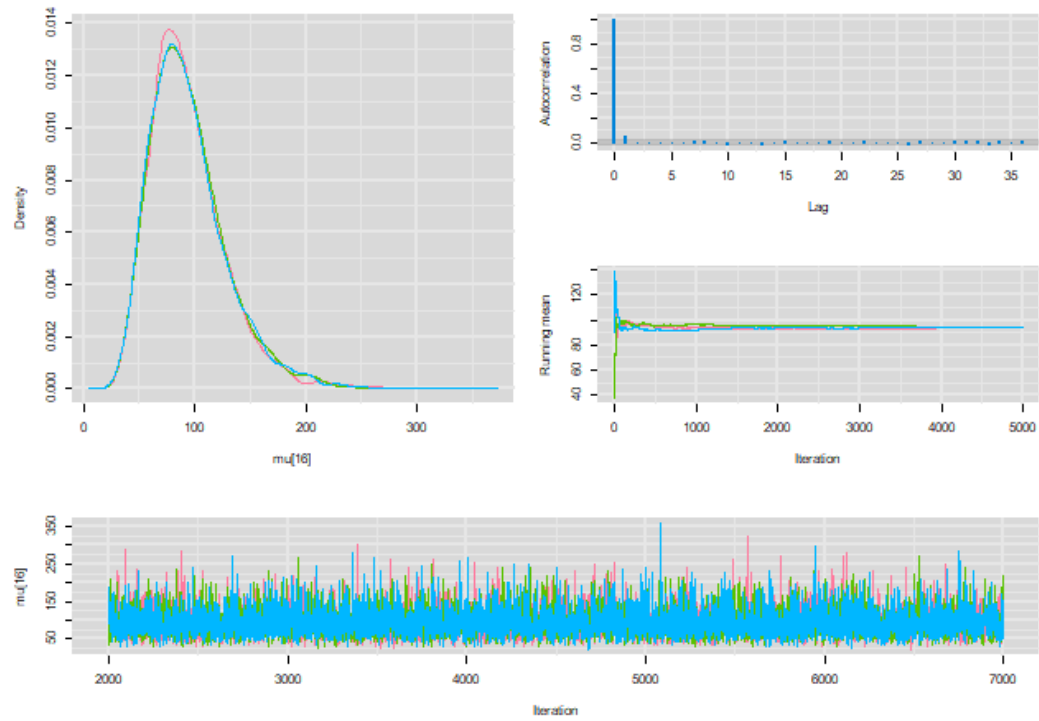 0.014
0.012
0.010
0.008
0.006
0.004
0.002
0.000
Density
0 100 200 300
mu[16]
0.8
0.4
0.0
Autocorrelation
0 5 10 15 20 25 30 35
Lag
120
80
60
40
Running mean
0 1000 2000 3000 4000 5000
Iteration
350
250
150
50
mu[16]
2000 3000 4000 5000 6000 7000
Iteration